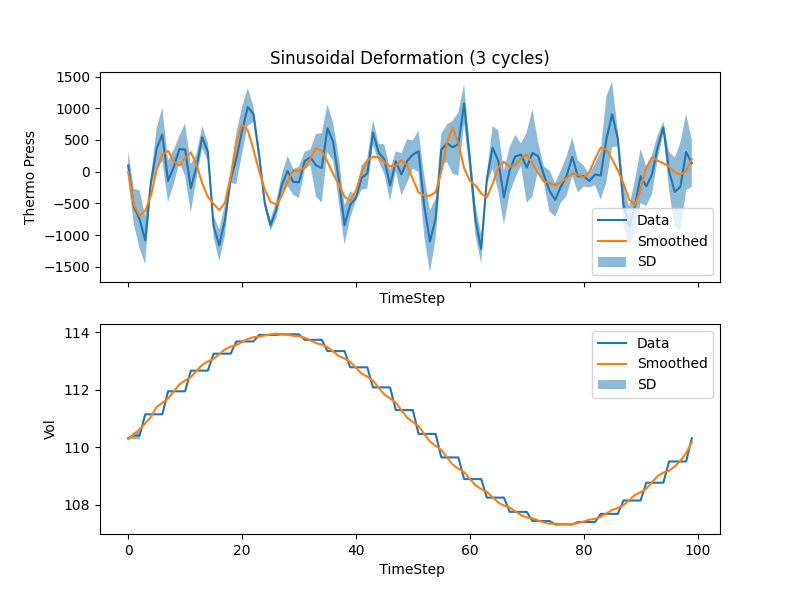 Sinusoidal Deformation (3 cycles)
1500
1000
500
0
−500
−1000
−1500
Thermo Press
Data
Smoothed
SD
TimeStep
114
112
110
108
Vol
Data
Smoothed
SD
0 20 40 60 80 100
TimeStep